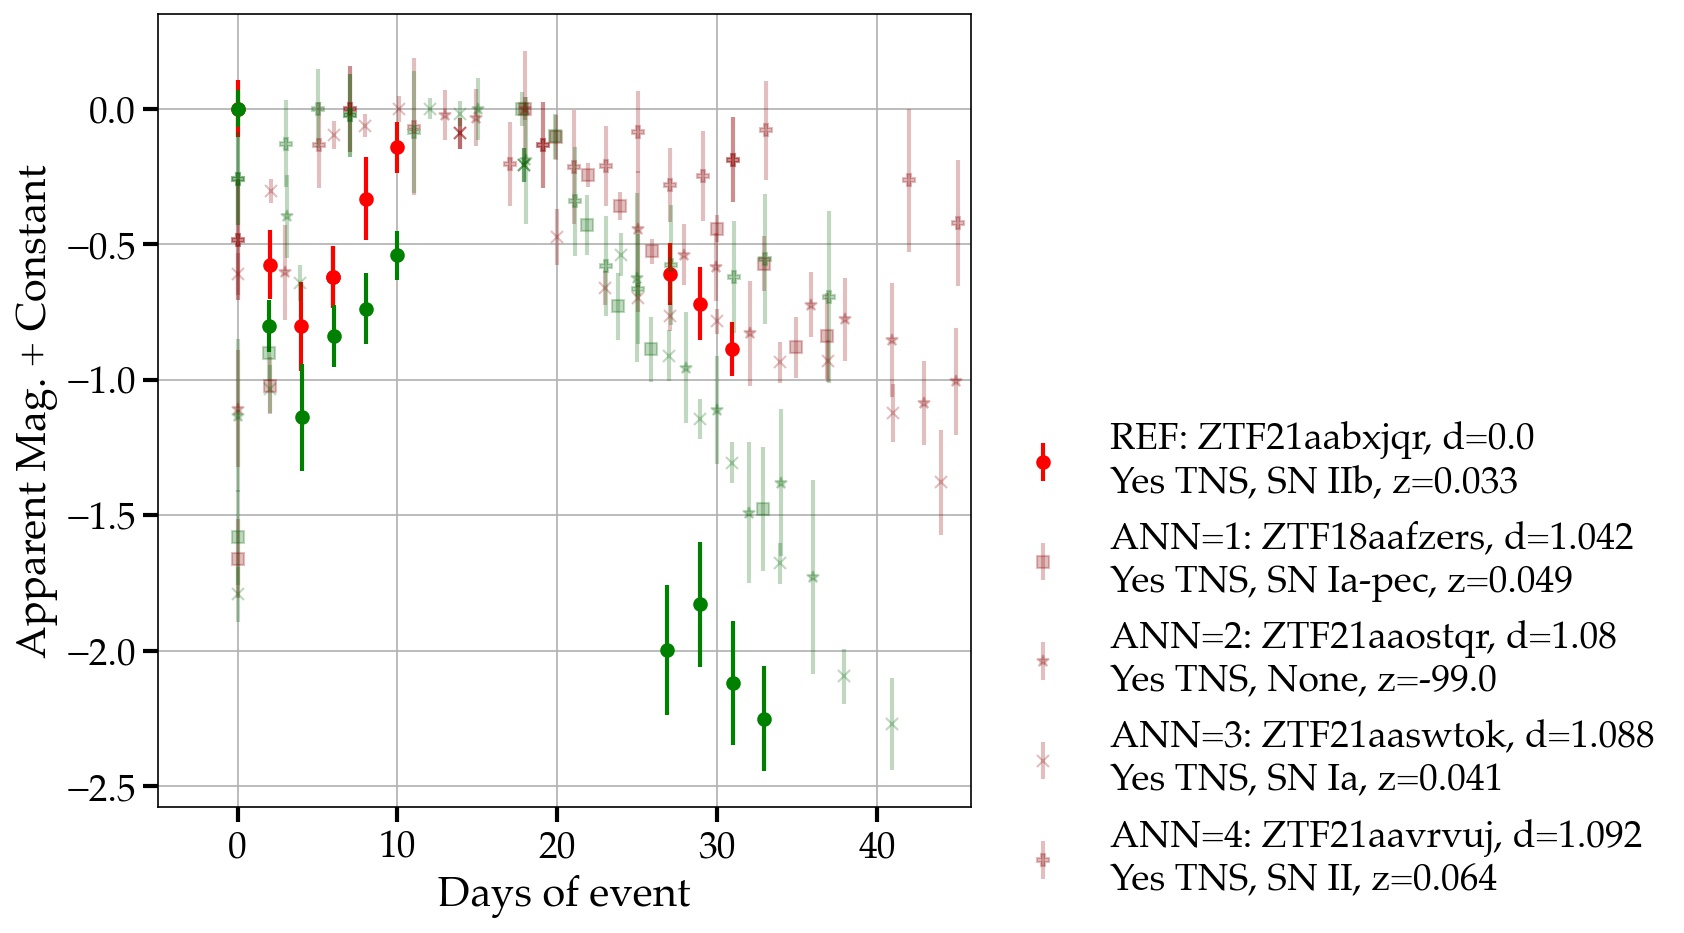 Apparent Mag. + Constant
0.0
−0.5
−1.0
−1.5
−2.0
−2.5
0 10 20 30 40
Days of event
REF: ZTF21aabxjqr, d=0.0
Yes TNS, SN IIb, z=0.033
ANN=1: ZTF18aafzers, d=1.042
Yes TNS, SN Ia-pec, z=0.049
ANN=2: ZTF21aaostqr, d=1.08
Yes TNS, None, z=-99.0
ANN=3: ZTF21aaswtok, d=1.088
Yes TNS, SN Ia, z=0.041
ANN=4: ZTF21aavrvuj, d=1.092
Yes TNS, SN II, z=0.064